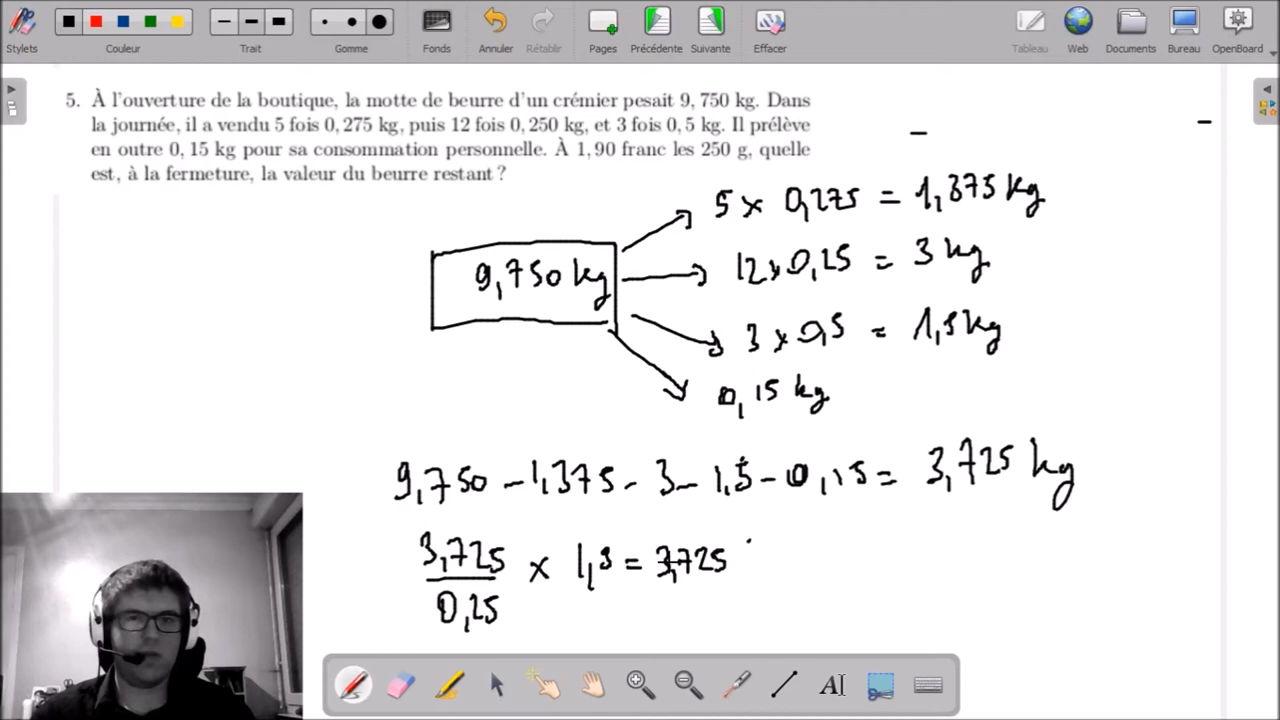 Stylets Couleur Trait Gomme Fonds Annuler Rétablir Pages Précédente Suivante Effacer Tableau Web Documents Bureau OpenBoard
5. À l'ouverture de la boutique, la motte de beurre d'un crémier pesait 9, 750 kg. Dans
la journée, il a vendu 5 fois 0, 275 kg, puis 12 fois 0, 250 kg, et 3 fois 0, 5 kg. Il prélève
en outre 0, 15 kg pour sa consommation personnelle. À 1, 90 franc les 250 g, quelle
est, à la fermeture, la valeur du beurre restant ?
5 × 0,275 = 1,375 kg
9,750 kg
12 × 0,25 = 3 kg
3 × 0,5 = 1,5 kg
0,15 kg
9,750 - 1,375 - 3 - 1,5 - 0,15 = 3,725 kg
3,725
0,25
× 1,9 = 3,725
AI